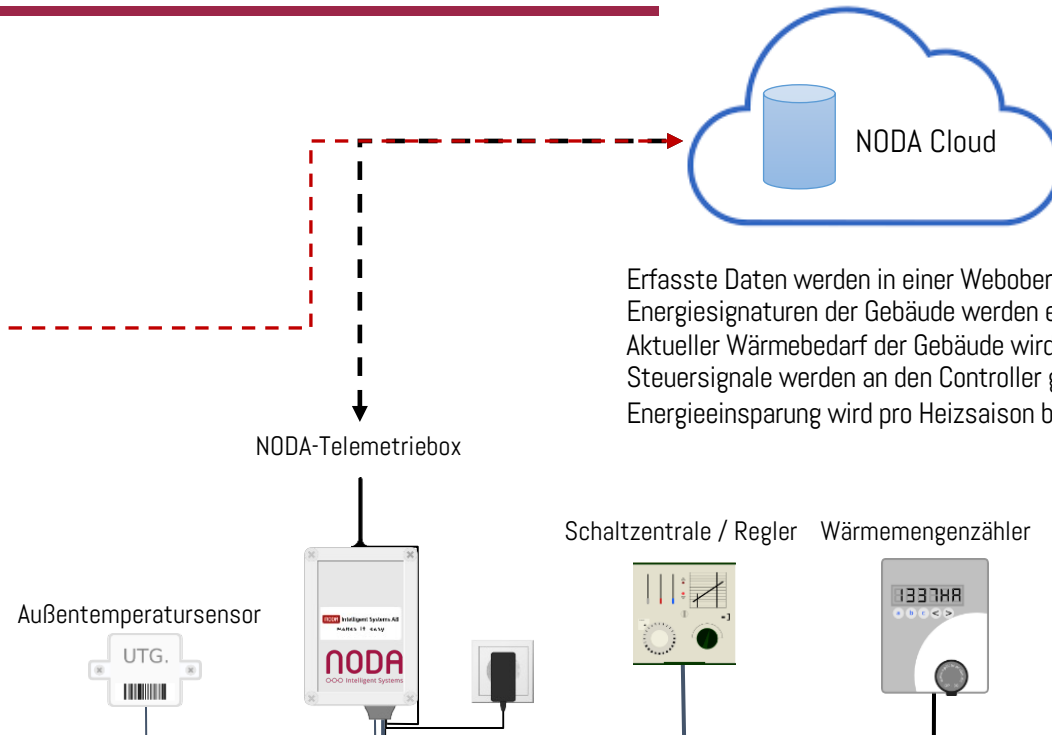 NODA Cloud
Erfasste Daten werden in einer Webober
Energiesignaturen der Gebäude werden e
Aktueller Wärmebedarf der Gebäude wird
Steuersignale werden an den Controller g
Energieeinsparung wird pro Heizsaison b
NODA-Telemetriebox
Schaltzentrale / Regler
Wärmemengenzähler
1337HR
a b c < >
Außentemperatursensor
UTG.
NODA Intelligent Systems AB
MAKES IT EASY
NODA
Intelligent Systems